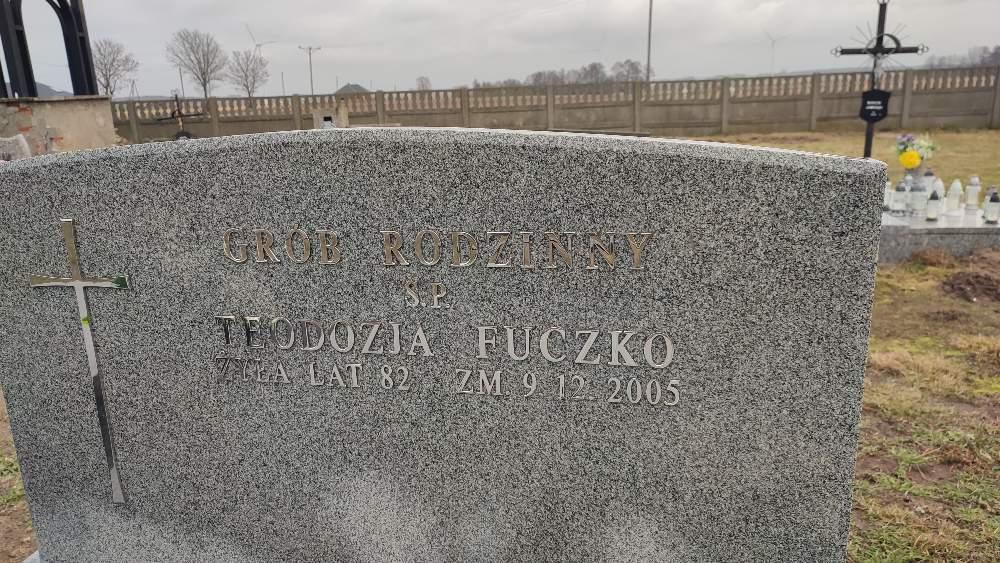 GRÓB RODZINNY
Ś.P.
TEODOZJA FUCZKO
ŻYŁA LAT 82 ZM 9 12. 2005